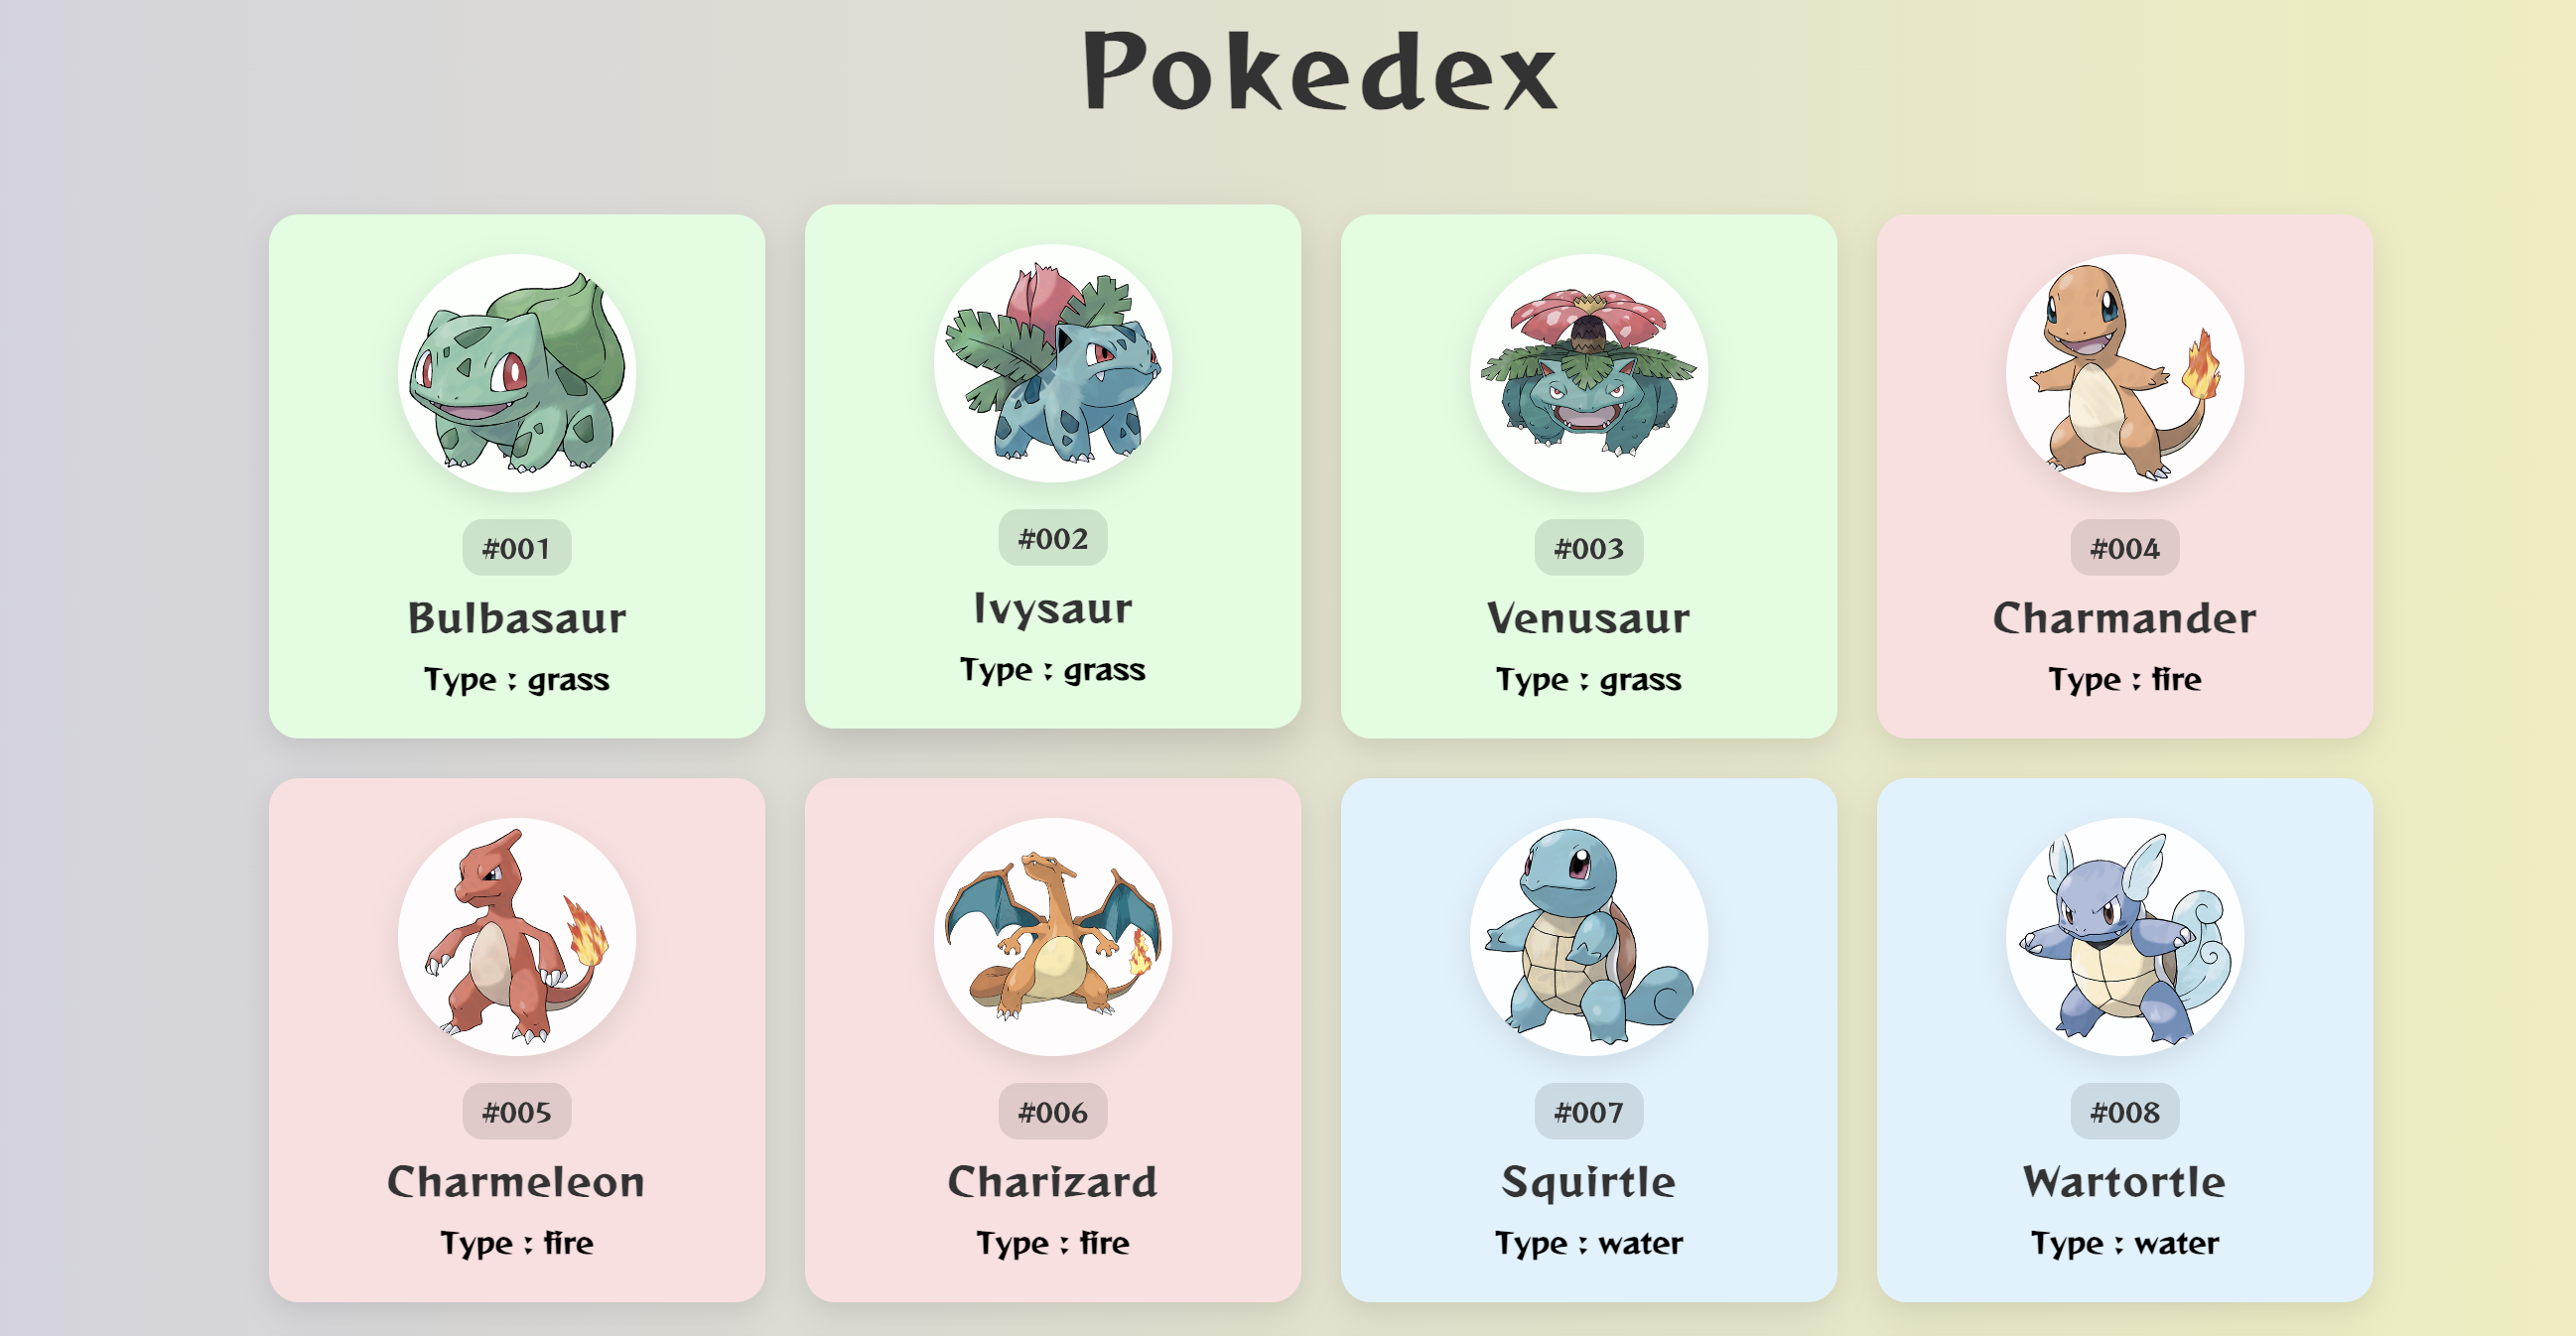 Pokedex
#001
Bulbasaur
Type : grass
#002
Ivysaur
Type : grass
#003
Venusaur
Type : grass
#004
Charmander
Type : fire
#005
Charmeleon
Type : fire
#006
Charizard
Type : fire
#007
Squirtle
Type : water
#008
Wartortle
Type : water